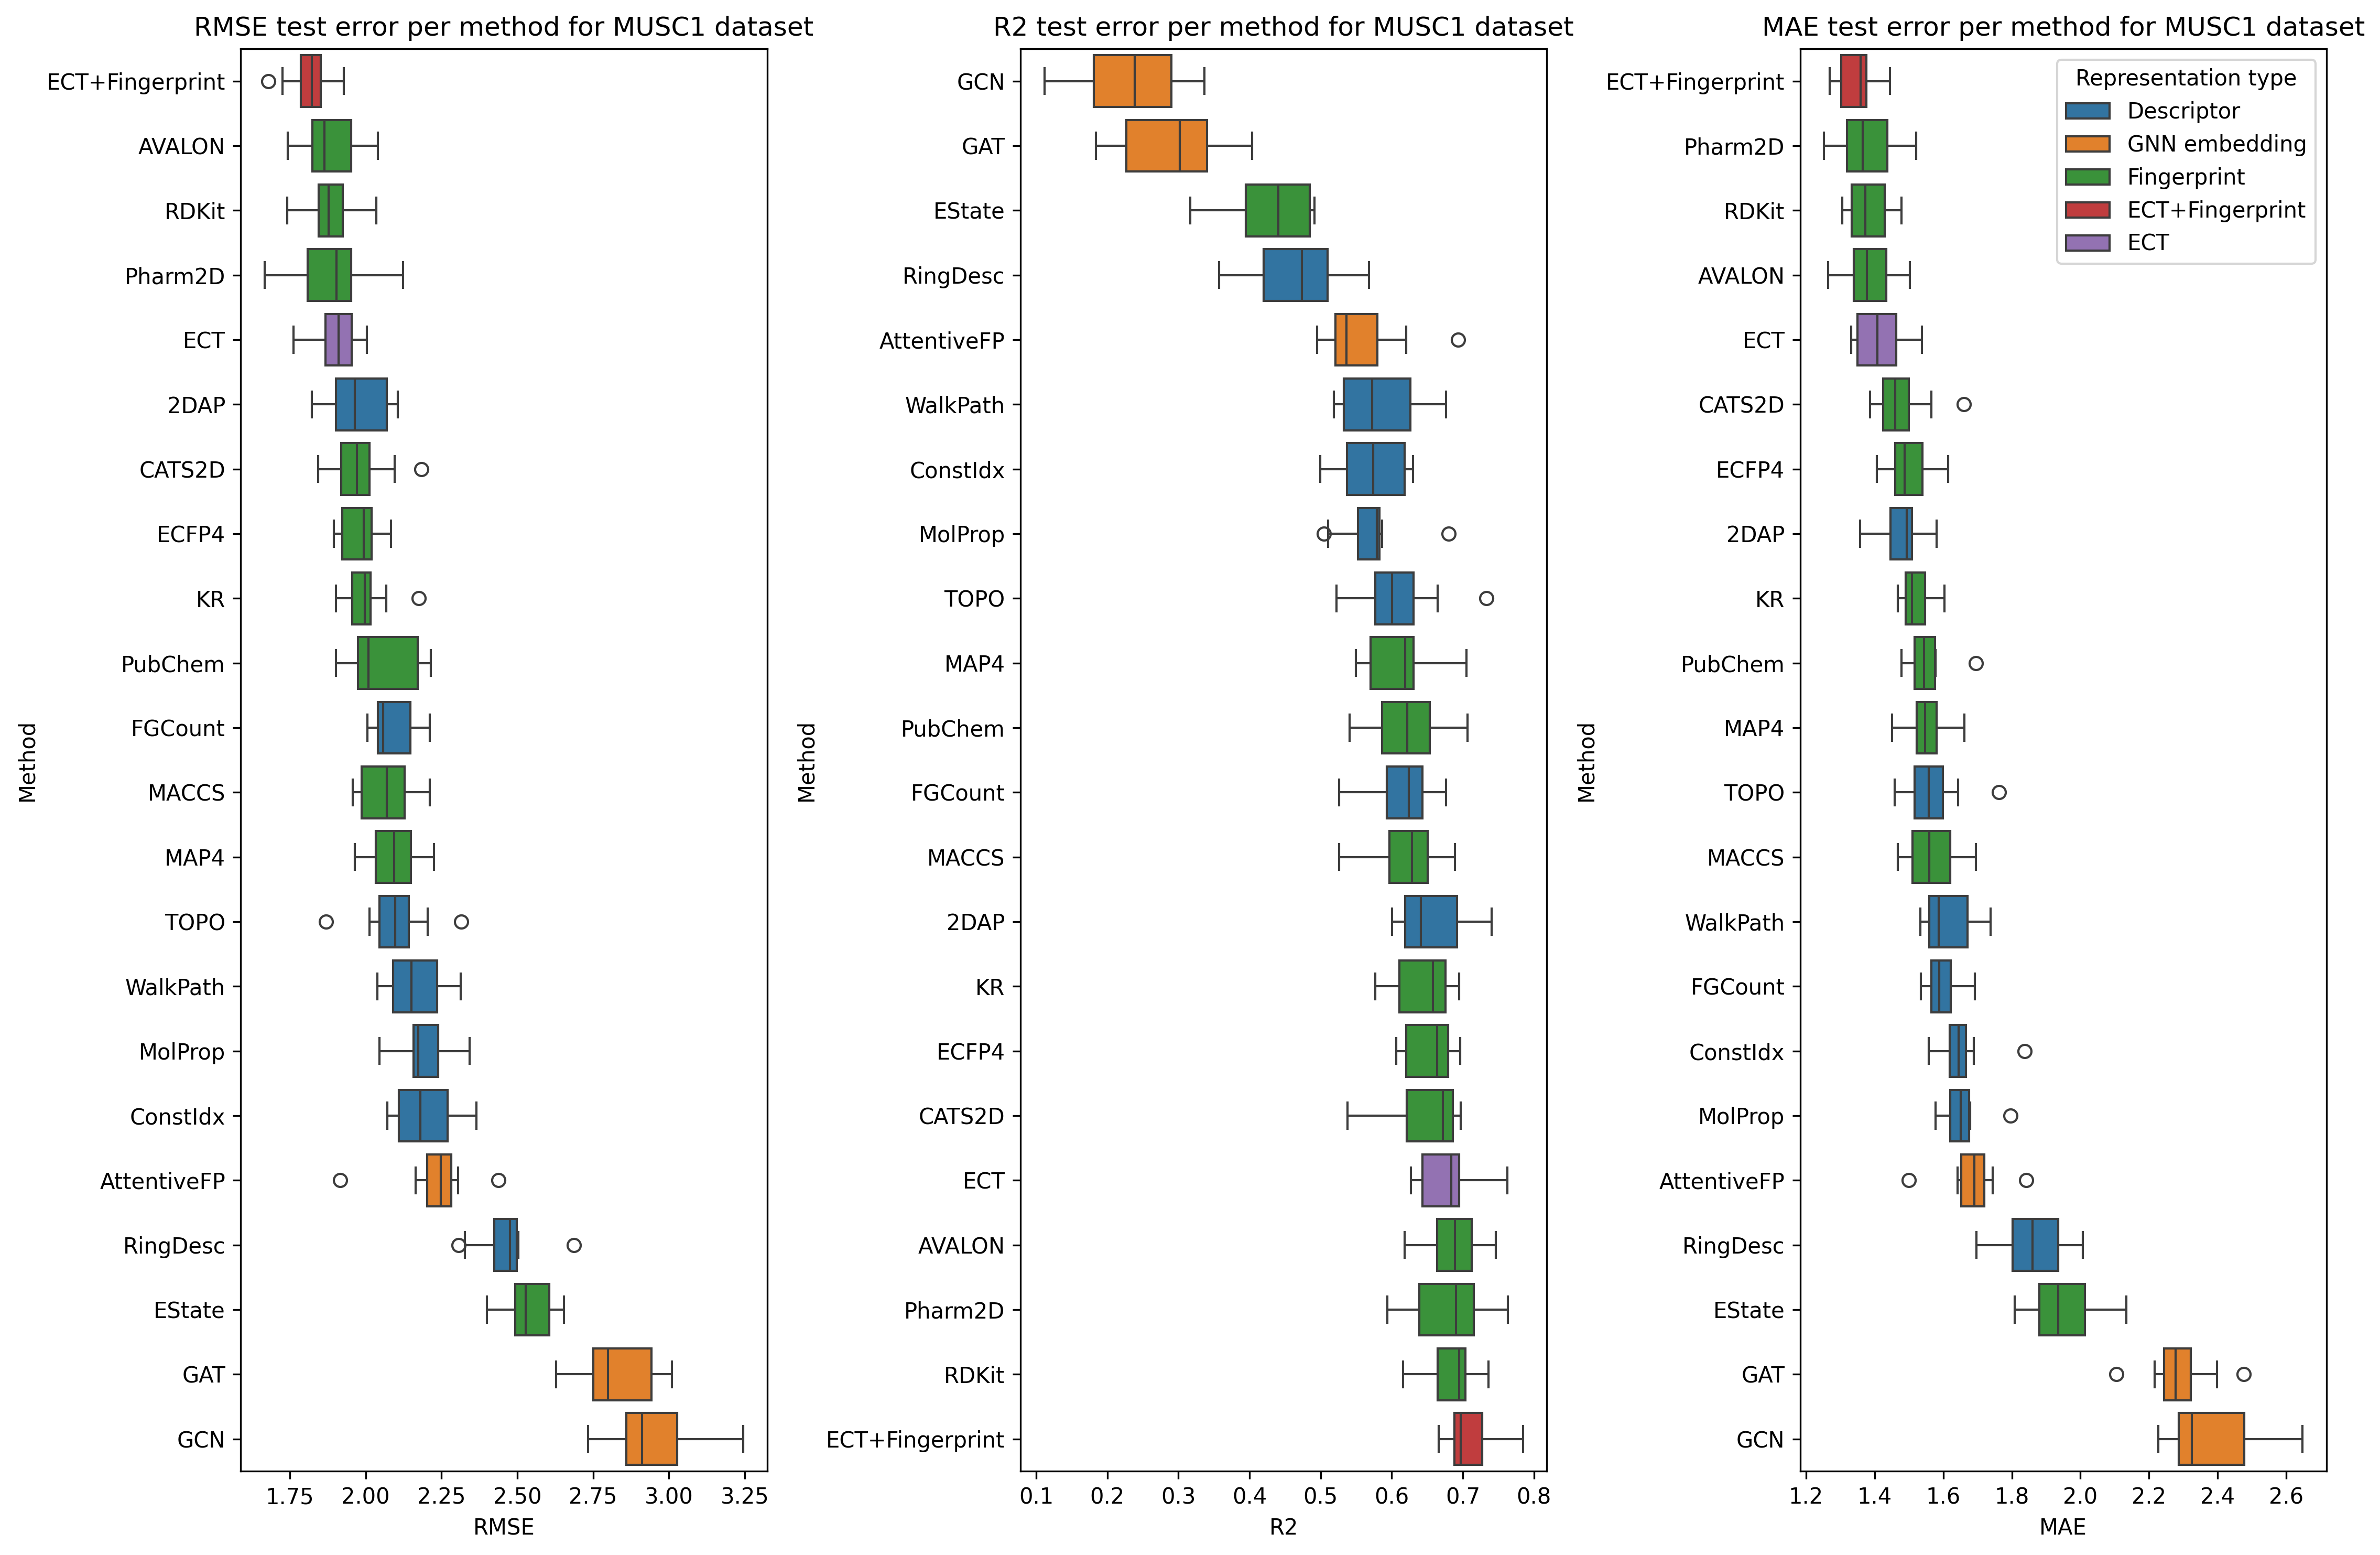 RMSE test error per method for MUSC1 dataset
ECT+Fingerprint
AVALON
RDKit
Pharm2D
ECT
2DAP
CATS2D
ECFP4
KR
PubChem
FGCount
MACCS
MAP4
TOPO
WalkPath
MolProp
ConstIdx
AttentiveFP
RingDesc
EState
GAT
GCN
Method
1.75 2.00 2.25 2.50 2.75 3.00 3.25
RMSE
R2 test error per method for MUSC1 dataset
GCN
GAT
EState
RingDesc
AttentiveFP
WalkPath
ConstIdx
MolProp
TOPO
MAP4
PubChem
FGCount
MACCS
2DAP
KR
ECFP4
CATS2D
ECT
AVALON
Pharm2D
RDKit
ECT+Fingerprint
Method
0.1 0.2 0.3 0.4 0.5 0.6 0.7 0.8
R2
MAE test error per method for MUSC1 dataset
ECT+Fingerprint
Pharm2D
RDKit
AVALON
ECT
CATS2D
ECFP4
2DAP
KR
PubChem
MAP4
TOPO
MACCS
WalkPath
FGCount
ConstIdx
MolProp
AttentiveFP
RingDesc
EState
GAT
GCN
Method
1.2 1.4 1.6 1.8 2.0 2.2 2.4 2.6
MAE
Representation type
Descriptor
GNN embedding
Fingerprint
ECT+Fingerprint
ECT